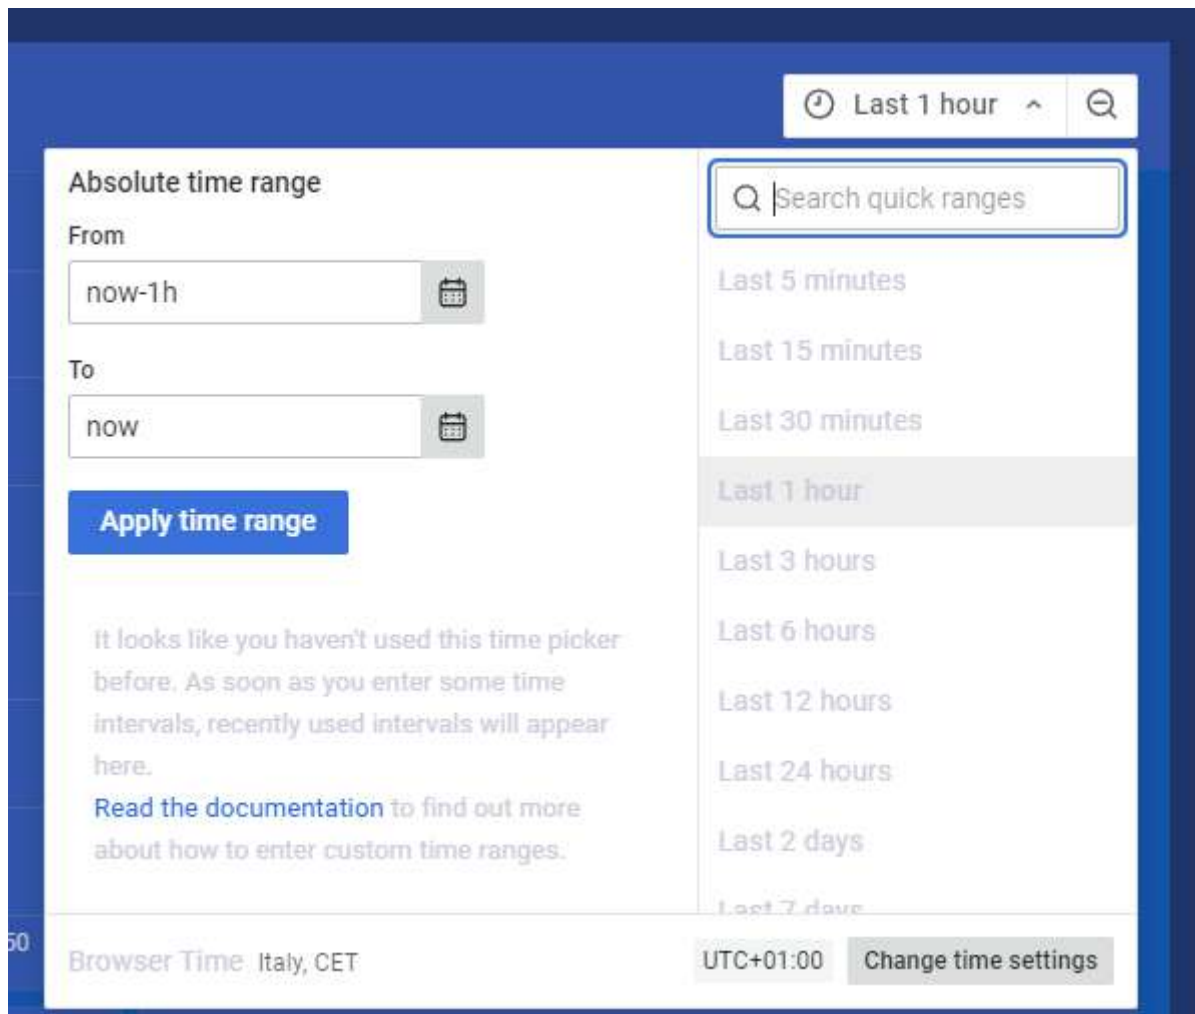 Last 1 hour
Absolute time range
From
now-1h
To
now
Apply time range
It looks like you haven't used this time picker
before. As soon as you enter some time
intervals, recently used intervals will appear
here.
Read the documentation to find out more
about how to enter custom time ranges.
Search quick ranges
Last 5 minutes
Last 15 minutes
Last 30 minutes
Last 1 hour
Last 3 hours
Last 6 hours
Last 12 hours
Last 24 hours
Last 2 days
Last 7 days
50
Browser Time Italy, CET
UTC+01:00
Change time settings